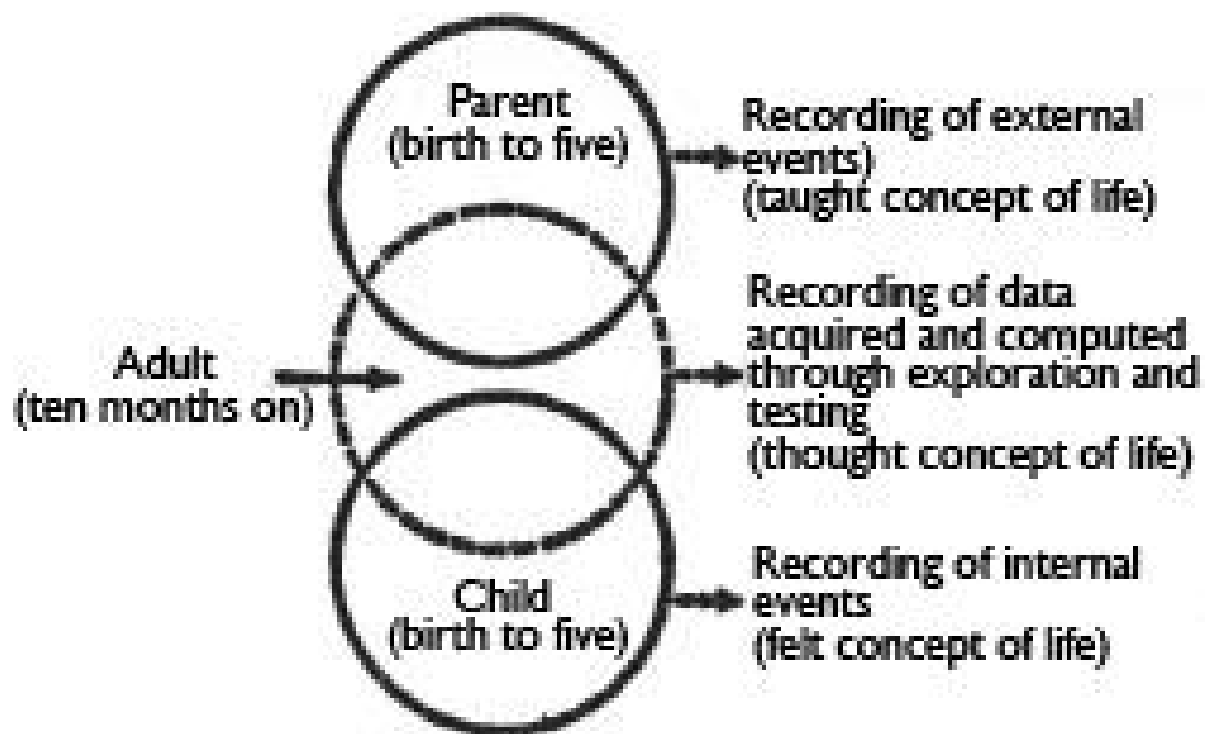 Parent
(birth to five)
Recording of external
events)
(taught concept of life)
Adult
(ten months on)
Recording of data
acquired and computed
through exploration and
testing
(thought concept of life)
Child
(birth to five)
Recording of internal
events
(felt concept of life)